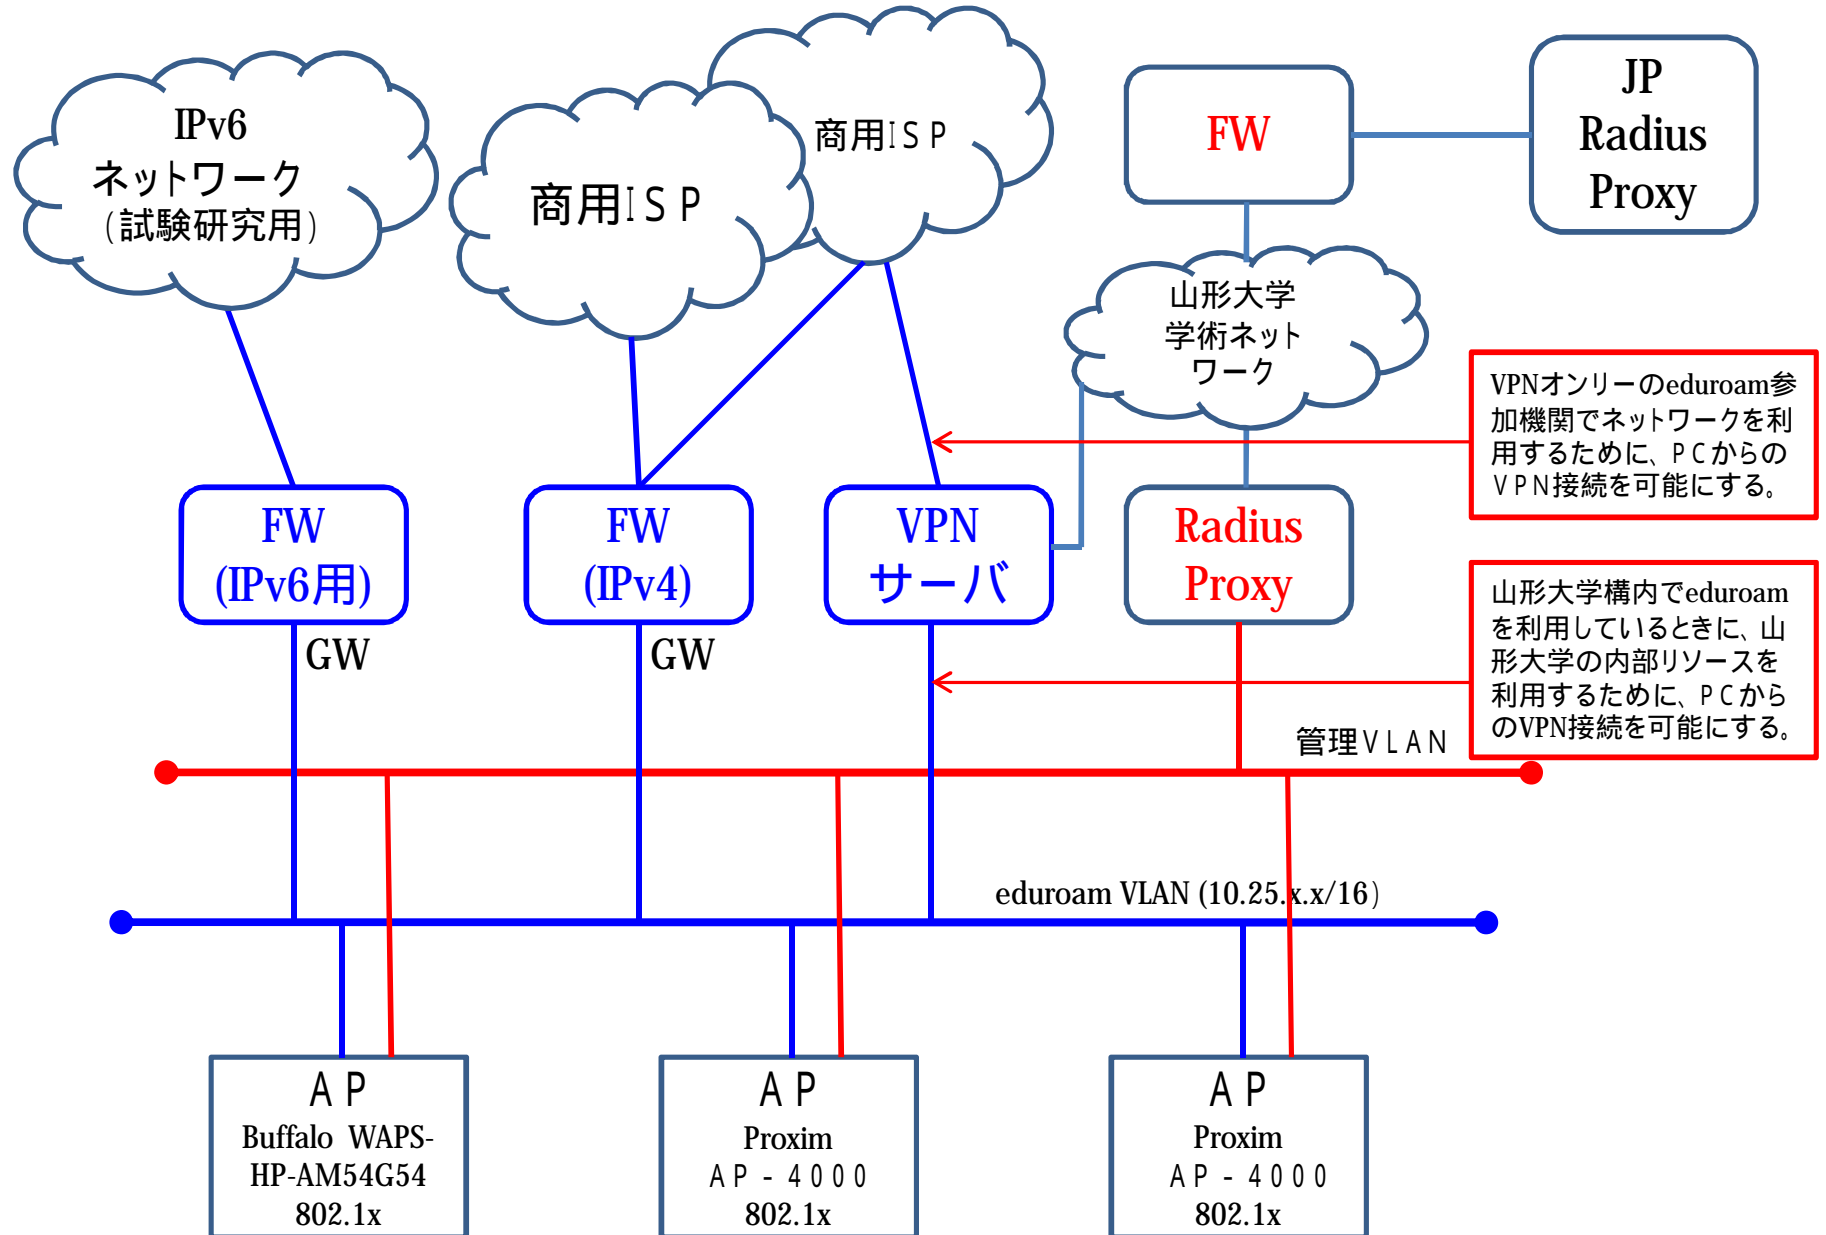 IPv6
ネットワーク
(試験研究用)
商用ISP
商用ISP
FW
JP
Radius
Proxy
山形大学
学術ネット
ワーク
VPNオンリーのeduroam参
加機関でネットワークを利
用するために、PCからの
VPN接続を可能にする。
FW
(IPv6用)
FW
(IPv4)
VPN
サーバ
Radius
Proxy
GW
GW
山形大学構内でeduroam
を利用しているときに、山
形大学の内部リソースを
利用するために、PCから
のVPN接続を可能にする。
管理VLAN
eduroam VLAN (10.25.x.x/16)
AP
Buffalo WAPS-
HP-AM54G54
802.1x
AP
Proxim
AP-4000
802.1x
AP
Proxim
AP-4000
802.1x